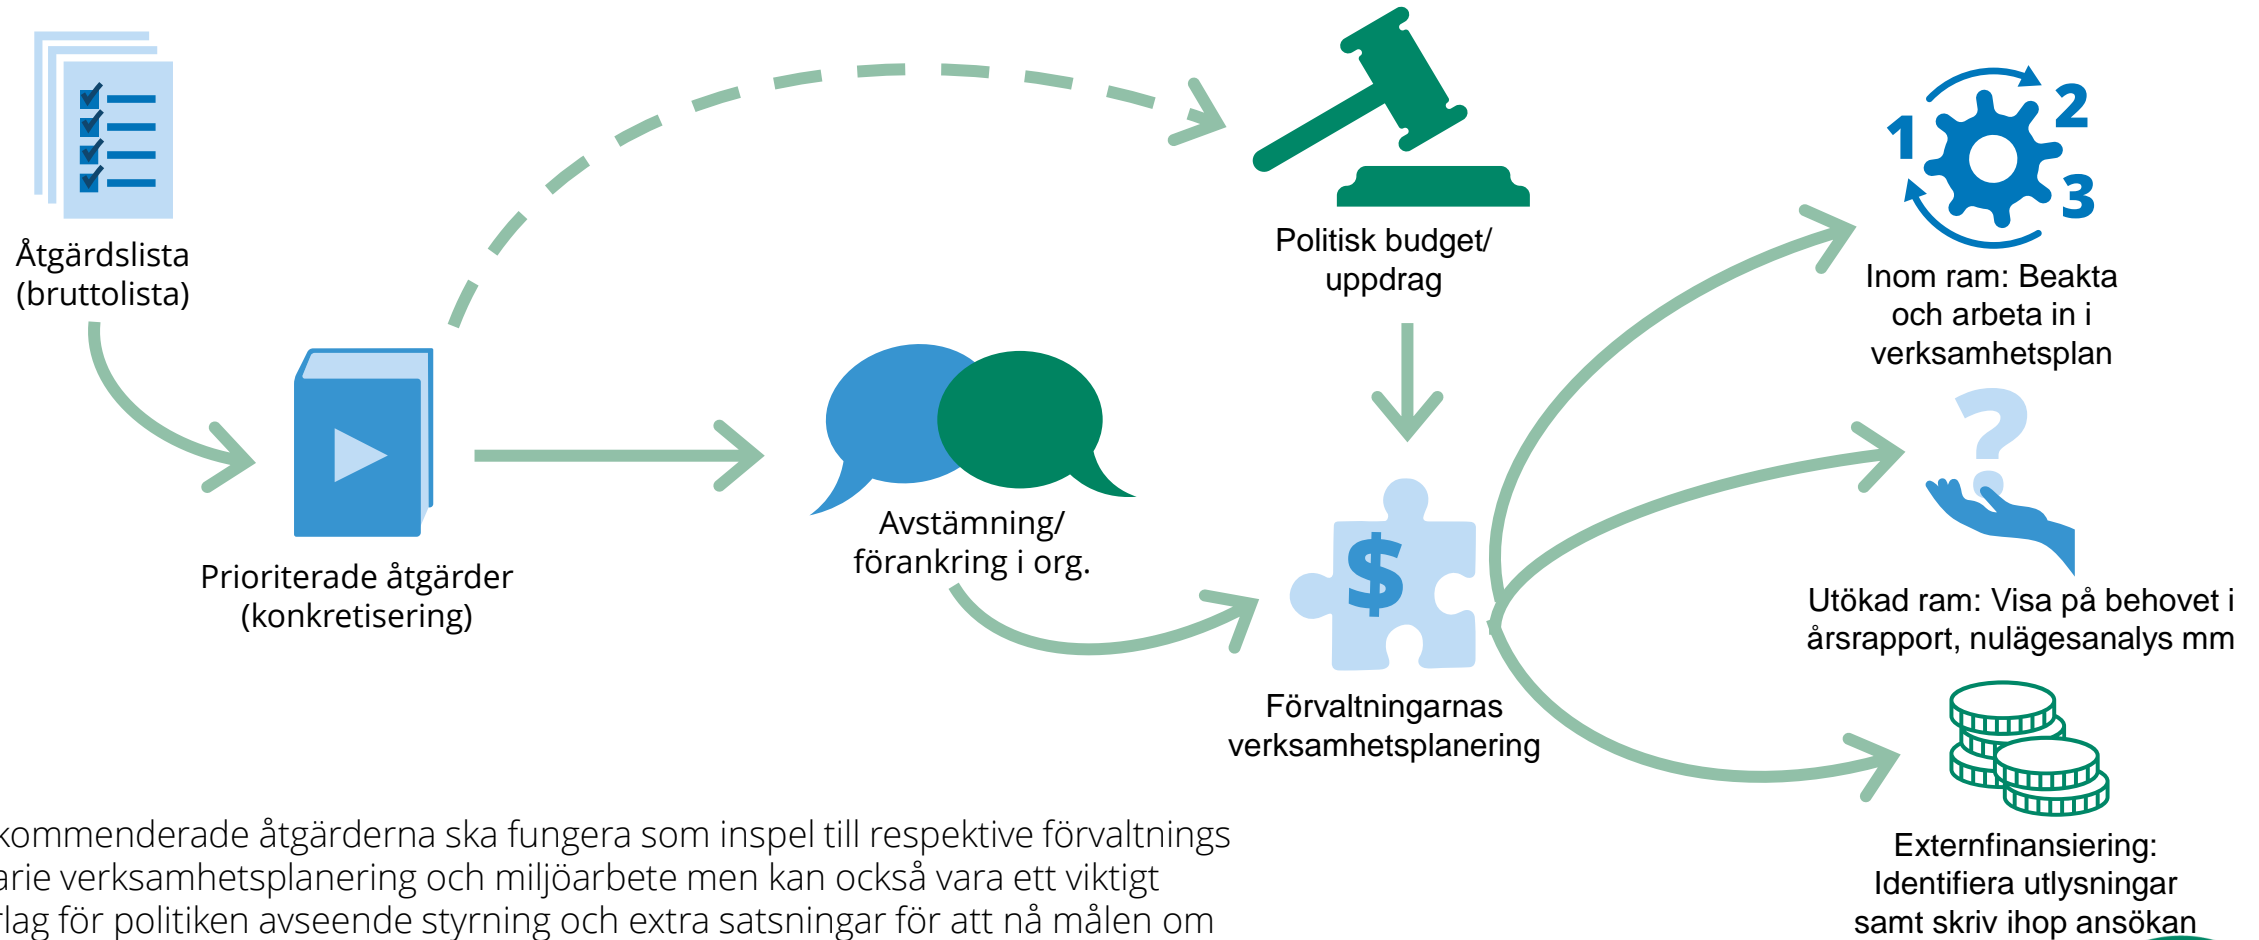 Åtgärdslista
(bruttolista)
Prioriterade åtgärder
(konkretisering)
Avstämning/
förankring i org.
Politisk budget/
uppdrag
$
Förvaltningarnas
verksamhetsplanering
1
2
3
Inom ram: Beakta
och arbeta in i
verksamhetsplan
?
Utökad ram: Visa på behovet i
årsrapport, nulägesanalys mm
Externfinansiering:
Identifiera utlysningar
samt skriv ihop ansökan
kommenderade åtgärderna ska fungera som inspel till respektive förvaltnings
arie verksamhetsplanering och miljöarbete men kan också vara ett viktigt
rlag för politiken avseende styrning och extra satsningar för att nå målen om